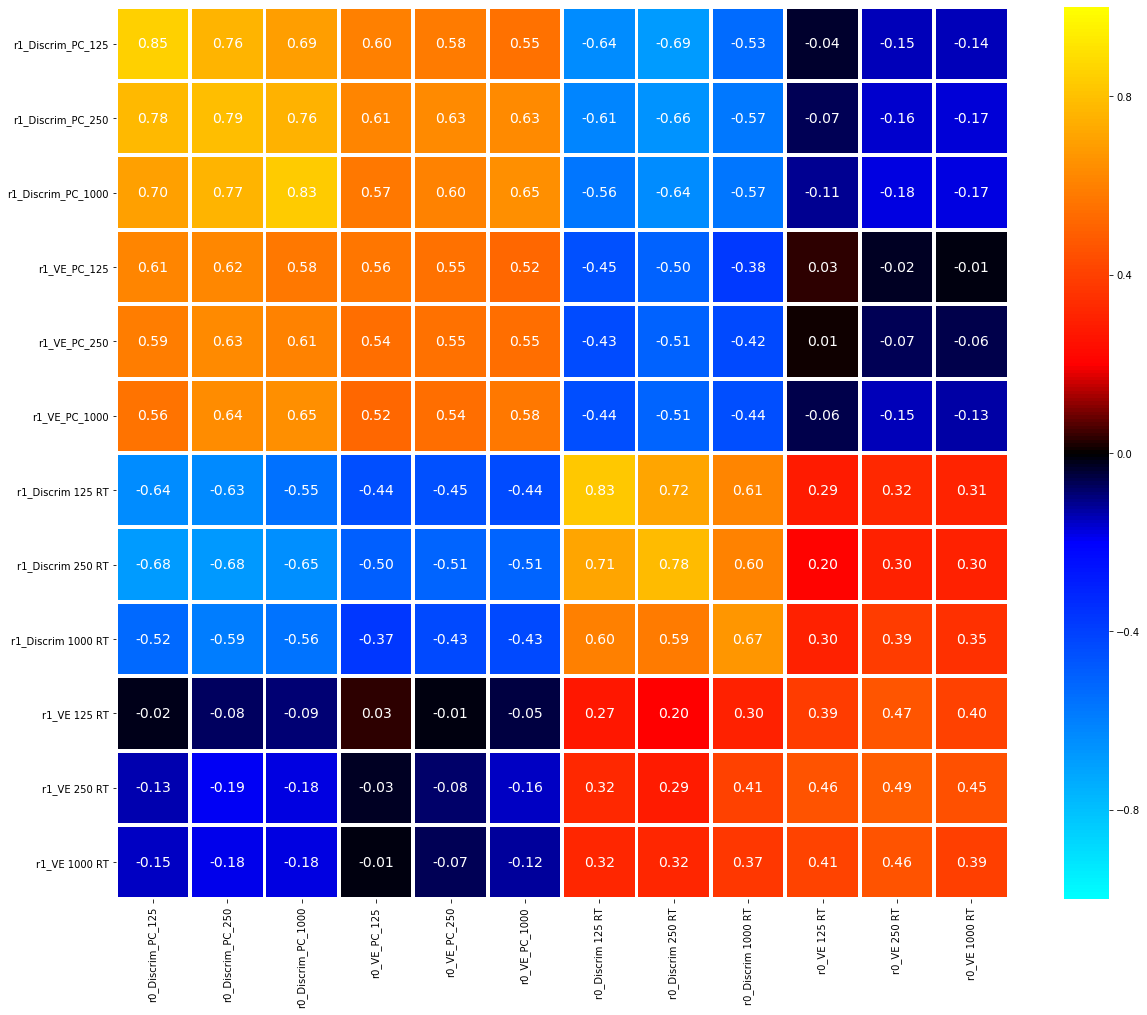 r1_Discrim_PC_125 0.85 0.76 0.69 0.60 0.58 0.55 -0.64 -0.69 -0.53 -0.04 -0.15 -0.14
r1_Discrim_PC_250 0.78 0.79 0.76 0.61 0.63 0.63 -0.61 -0.66 -0.57 -0.07 -0.16 -0.17
r1_Discrim_PC_1000 0.70 0.77 0.83 0.57 0.60 0.65 -0.56 -0.64 -0.57 -0.11 -0.18 -0.17
r1_VE_PC_125 0.61 0.62 0.58 0.56 0.55 0.52 -0.45 -0.50 -0.38 0.03 -0.02 -0.01
r1_VE_PC_250 0.59 0.63 0.61 0.54 0.55 0.55 -0.43 -0.51 -0.42 0.01 -0.07 -0.06
r1_VE_PC_1000 0.56 0.64 0.65 0.52 0.54 0.58 -0.44 -0.51 -0.44 -0.06 -0.15 -0.13
r1_Discrim 125 RT -0.64 -0.63 -0.55 -0.44 -0.45 -0.44 0.83 0.72 0.61 0.29 0.32 0.31
r1_Discrim 250 RT -0.68 -0.68 -0.65 -0.50 -0.51 -0.51 0.71 0.78 0.60 0.20 0.30 0.30
r1_Discrim 1000 RT -0.52 -0.59 -0.56 -0.37 -0.43 -0.43 0.60 0.59 0.67 0.30 0.39 0.35
r1_VE 125 RT -0.02 -0.08 -0.09 0.03 -0.01 -0.05 0.27 0.20 0.30 0.39 0.47 0.40
r1_VE 250 RT -0.13 -0.19 -0.18 -0.03 -0.08 -0.16 0.32 0.29 0.41 0.46 0.49 0.45
r1_VE 1000 RT -0.15 -0.18 -0.18 -0.01 -0.07 -0.12 0.32 0.32 0.37 0.41 0.46 0.39
r0_Discrim_PC_125
r0_Discrim_PC_250
r0_Discrim_PC_1000
r0_VE_PC_125
r0_VE_PC_250
r0_VE_PC_1000
r0_Discrim 125 RT
r0_Discrim 250 RT
r0_Discrim 1000 RT
r0_VE 125 RT
r0_VE 250 RT
r0_VE 1000 RT
0.8
0.4
0.0
−0.4
−0.8